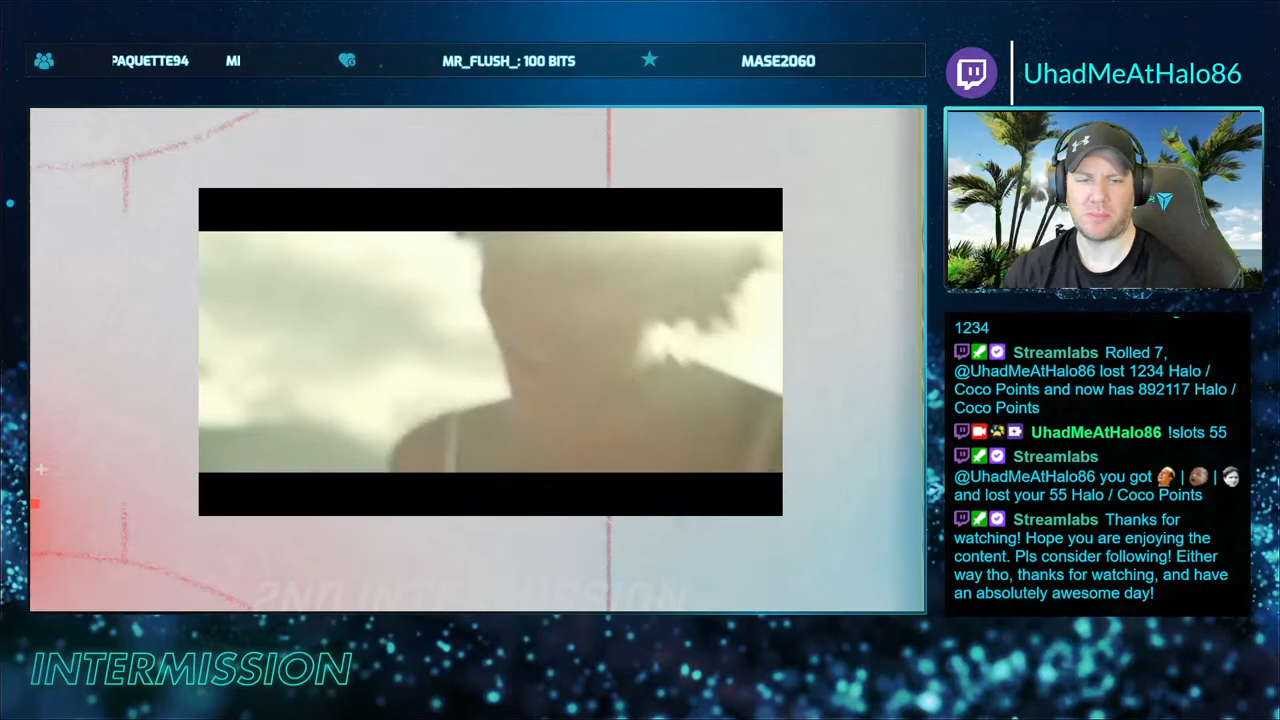 PAQUETTE94 MI MR_FLUSH_: 100 BITS MASE2060
UhadMeAtHalo86
1234
Streamlabs Rolled 7,
@UhadMeAtHalo86 lost 1234 Halo /
Coco Points and now has 892117 Halo /
Coco Points
UhadMeAtHalo86 !slots 55
Streamlabs
@UhadMeAtHalo86 you got | |
and lost your 55 Halo / Coco Points
Streamlabs Thanks for
watching! Hope you are enjoying the
content. Pls consider following! Either
way tho, thanks for watching, and have
an absolutely awesome day!
2ND INTERMISSION
INTERMISSION